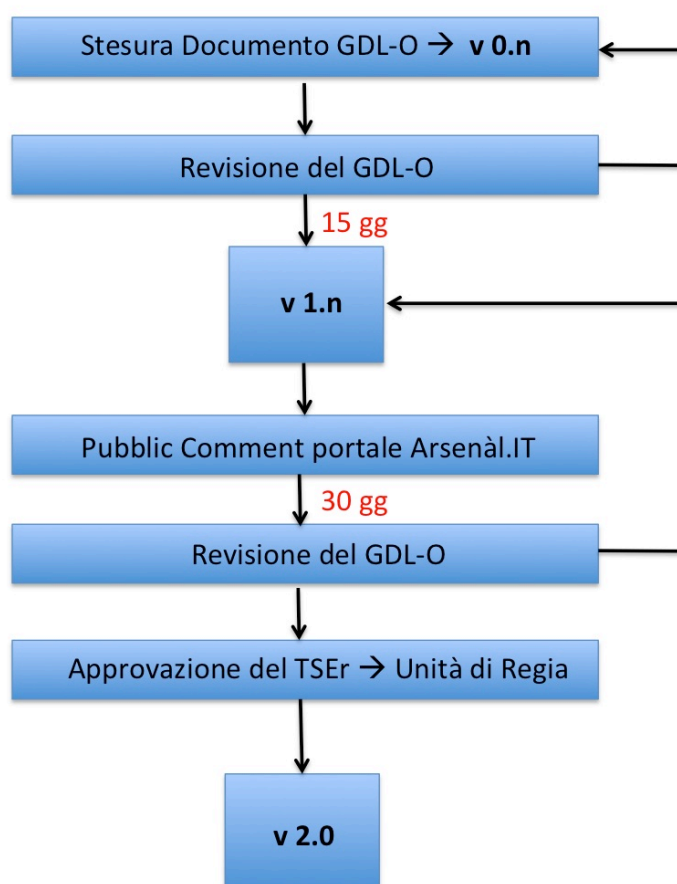 Stesura Documento GDL-O → v 0.n
Revisione del GDL-O
15 gg
v 1.n
Pubblic Comment portale Arsenàl.IT
30 gg
Revisione del GDL-O
Approvazione del TSEr → Unità di Regia
v 2.0